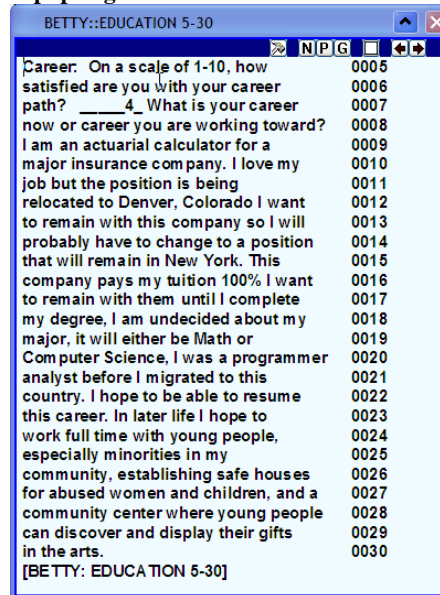 BETTY::EDUCATION 5-30
N P G
Career: On a scale of 1-10, how 0005
satisfied are you with your career 0006
path? _____4_ What is your career 0007
now or career you are working toward? 0008
I am an actuarial calculator for a 0009
major insurance company. I love my 0010
job but the position is being 0011
relocated to Denver, Colorado I want 0012
to remain with this company so I will 0013
probably have to change to a position 0014
that will remain in New York. This 0015
company pays my tuition 100% I want 0016
to remain with them until I complete 0017
my degree, I am undecided about my 0018
major, it will either be Math or 0019
Computer Science, I was a programmer 0020
analyst before I migrated to this 0021
country. I hope to be able to resume 0022
this career. In later life I hope to 0023
work full time with young people, 0024
especially minorities in my 0025
community, establishing safe houses 0026
for abused women and children, and a 0027
community center where young people 0028
can discover and display their gifts 0029
in the arts. 0030
[BETTY: EDUCATION 5-30]